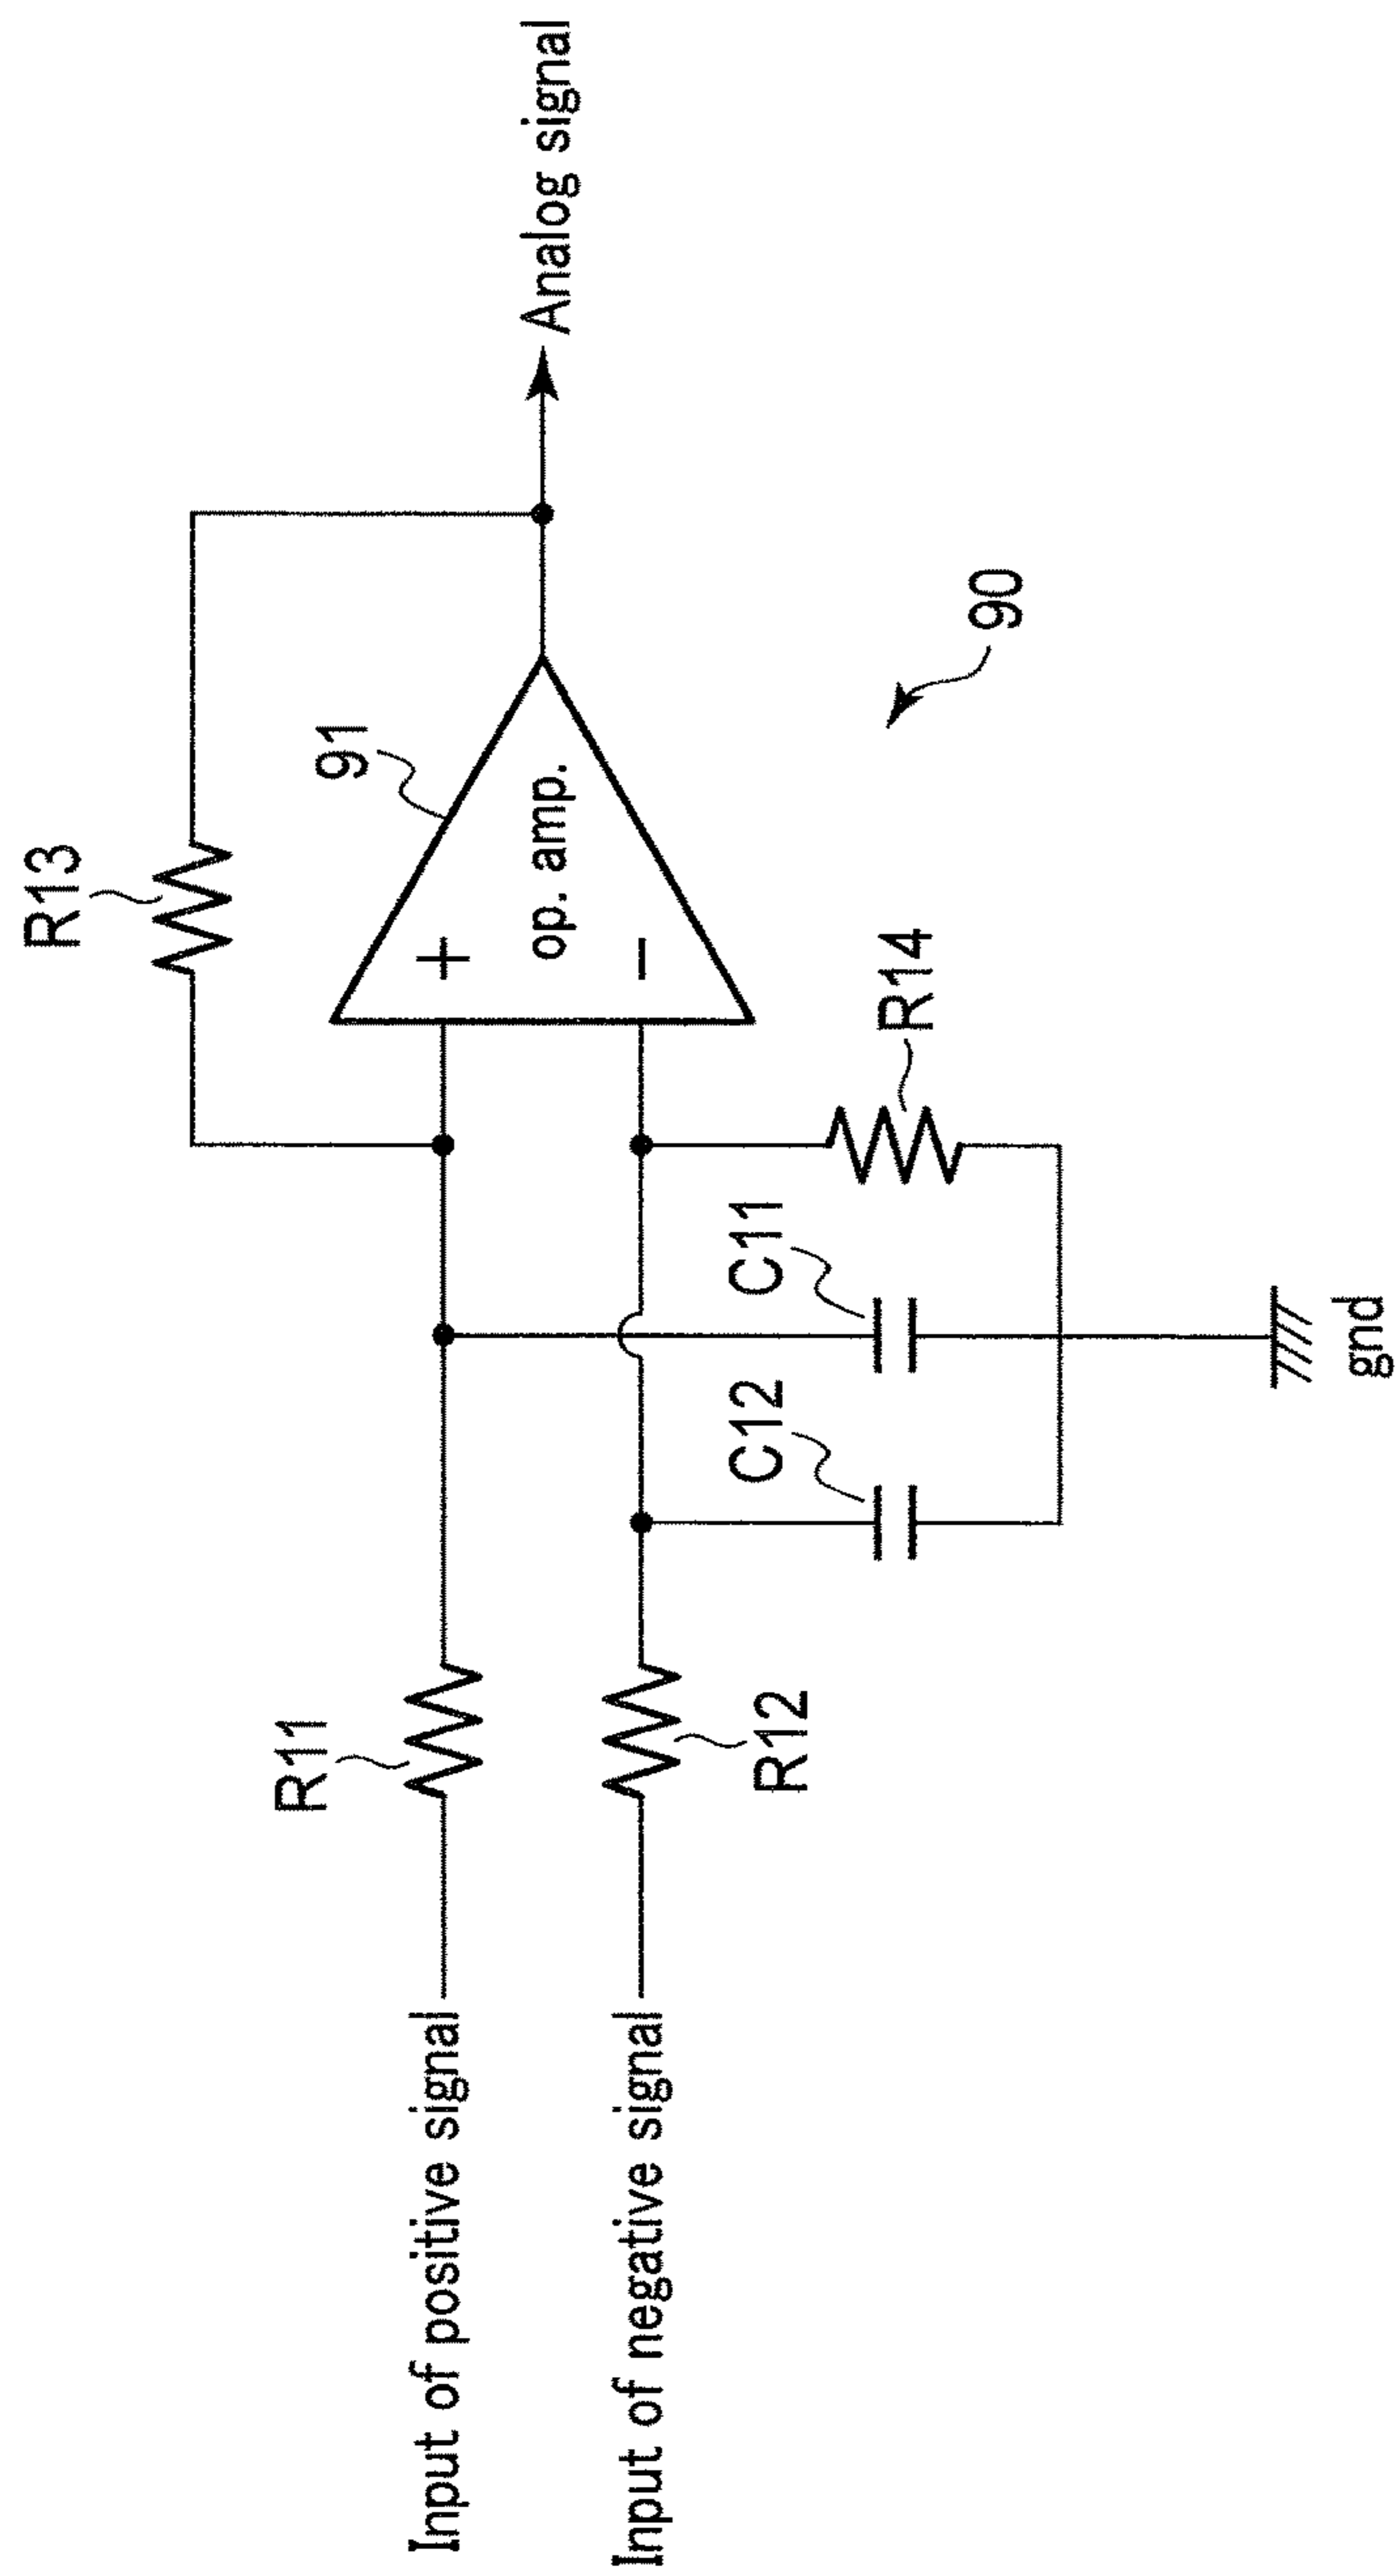 R13
91
+
op. amp.
−
Analog signal
90
R11
R12
C12
C11
R14
Input of positive signal
Input of negative signal
gnd